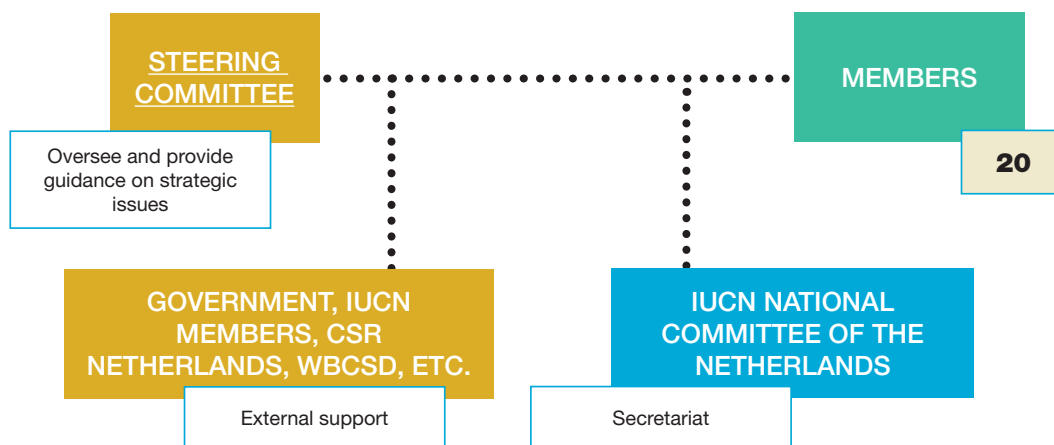 STEERING
COMMITTEE
Oversee and provide
guidance on strategic
issues
MEMBERS
20
GOVERNMENT, IUCN
MEMBERS, CSR
NETHERLANDS, WBCSD, ETC.
External support
IUCN NATIONAL
COMMITTEE OF THE
NETHERLANDS
Secretariat